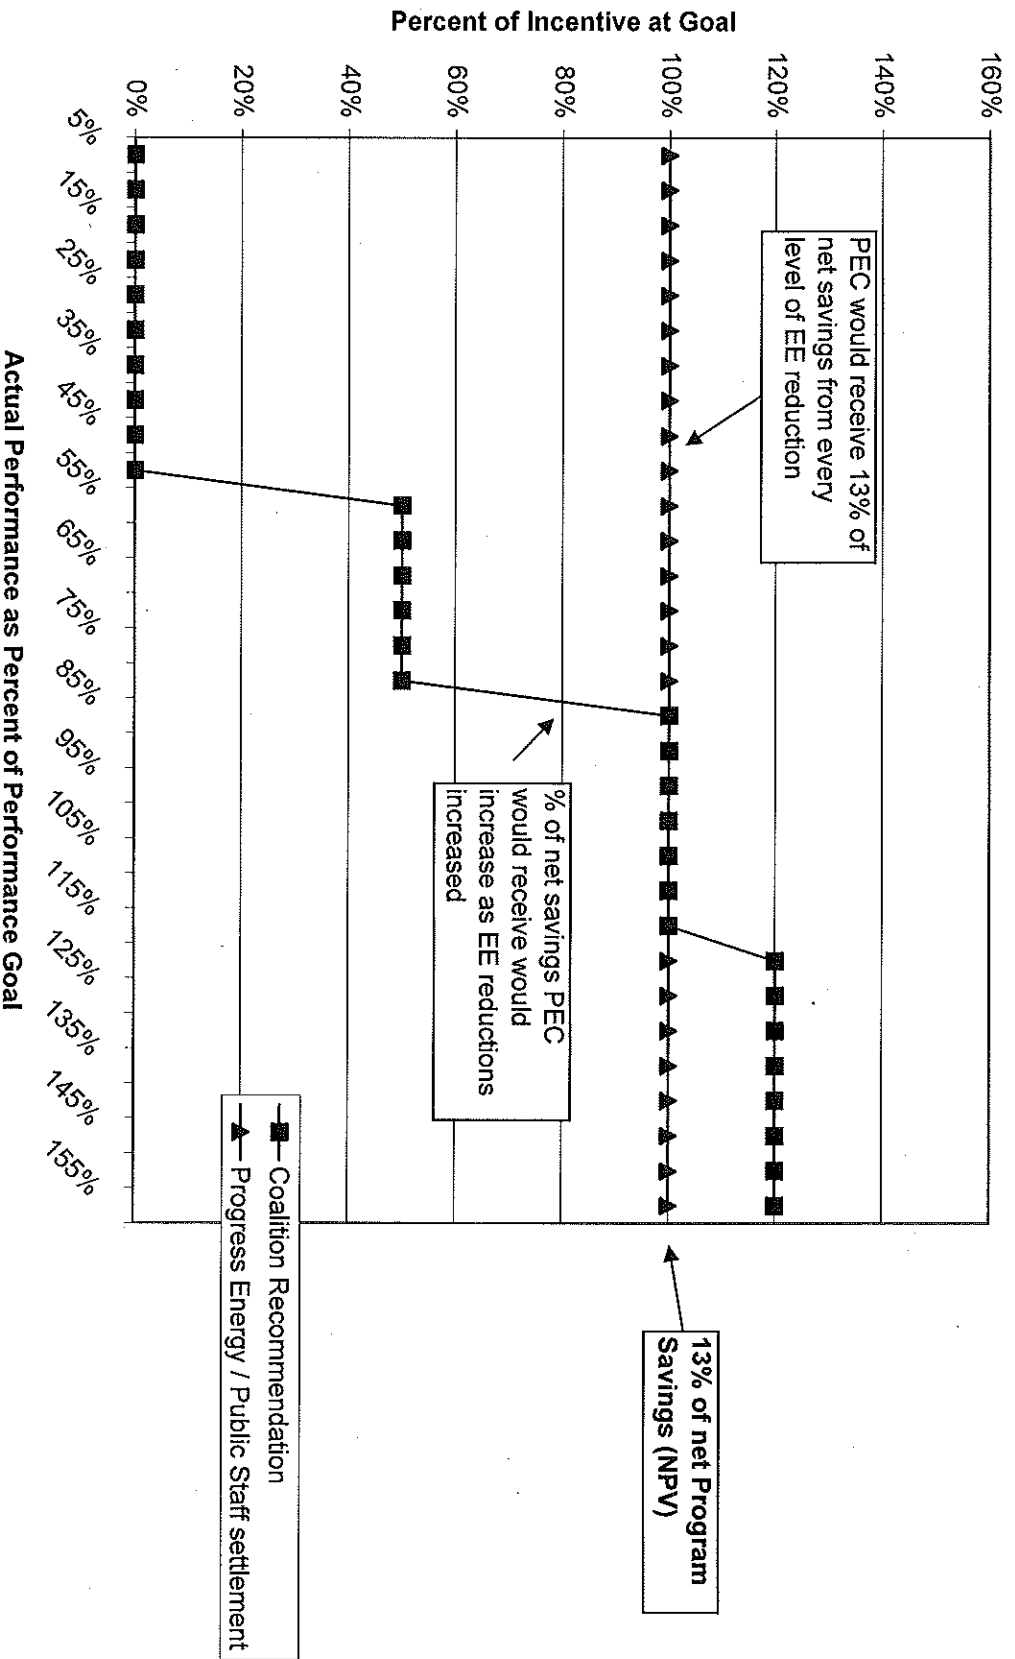 Percent of Incentive at Goal
160%
140%
120%
100%
80%
60%
40%
20%
0%
PEC would receive 13% of
net savings from every
level of EE reduction
% of net savings PEC
would receive would
increase as EE reductions
increased
13% of net Program
Savings (NPV)
Coalition Recommendation
Progress Energy / Public Staff settlement
5%
15%
25%
35%
45%
55%
65%
75%
85%
95%
105%
115%
125%
135%
145%
155%
Actual Performance as Percent of Performance Goal